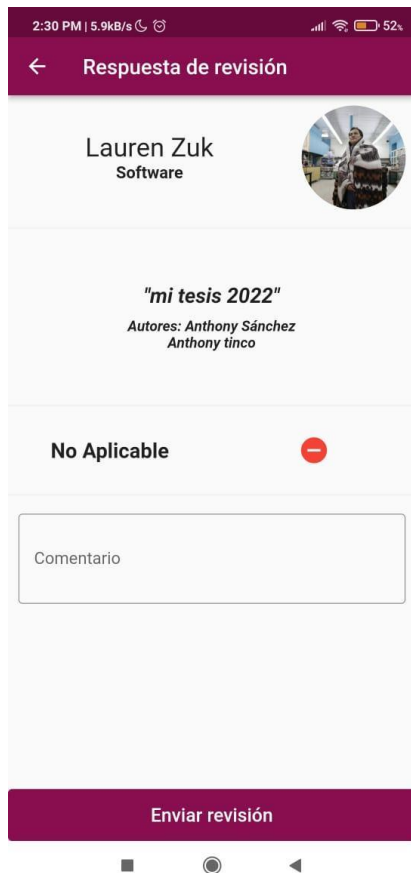 2:30 PM | 5.9kB/s 52%
Respuesta de revisión
Lauren Zuk
Software
"mi tesis 2022"
Autores: Anthony Sánchez
Anthony tinco
No Aplicable
Comentario
Enviar revisión